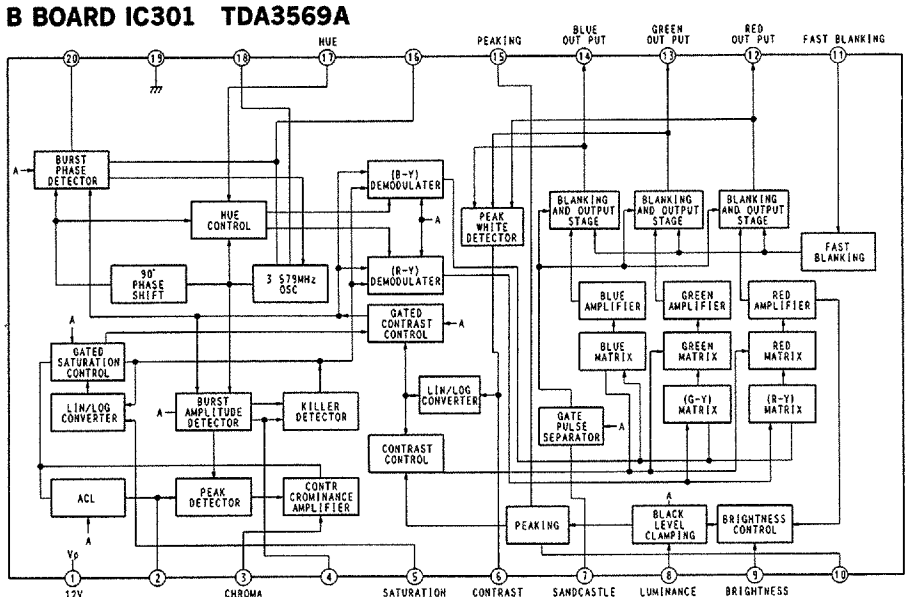 B BOARD IC301 TDA3569A
HUE
PEAKING
BLUE
OUT PUT
GREEN
OUT PUT
RED
OUT PUT
FAST BLANKING
20
19
18
17
16
15
14
13
12
11
A
BURST
PHASE
DETECTOR
(B-Y)
DEMODULATER
HUE
CONTROL
A
PEAK
WHITE
DETECTOR
BLANKING
AND OUTPUT
STAGE
BLANKING
AND OUTPUT
STAGE
BLANKING
AND OUTPUT
STAGE
FAST
BLANKING
90°
PHASE
SHIFT
3 579MHz
OSC
(R-Y)
DEMODULATER
BLUE
AMPLIFIER
GREEN
AMPLIFIER
RED
AMPLIFIER
A
GATED
CONTRAST
CONTROL
A
GATED
SATURATION
CONTROL
BLUE
MATRIX
GREEN
MATRIX
RED
MATRIX
LIN/LOG
CONVERTER
A
BURST
AMPLITUDE
DETECTOR
KILLER
DETECTOR
LIN/LOG
CONVERTER
GATE
PULSE
SEPARATOR
A
(G-Y)
MATRIX
(R-Y)
MATRIX
CONTRAST
CONTROL
ACL
PEAK
DETECTOR
CONTR
CROMINANCE
AMPLIFIER
A
PEAKING
A
BLACK
LEVEL
CLAMPING
BRIGHTNESS
CONTROL
Vp
1
2
3
4
5
6
7
8
9
10
12V
CHROMA
SATURATION
CONTRAST
SANDCASTLE
LUMINANCE
BRIGHTNESS